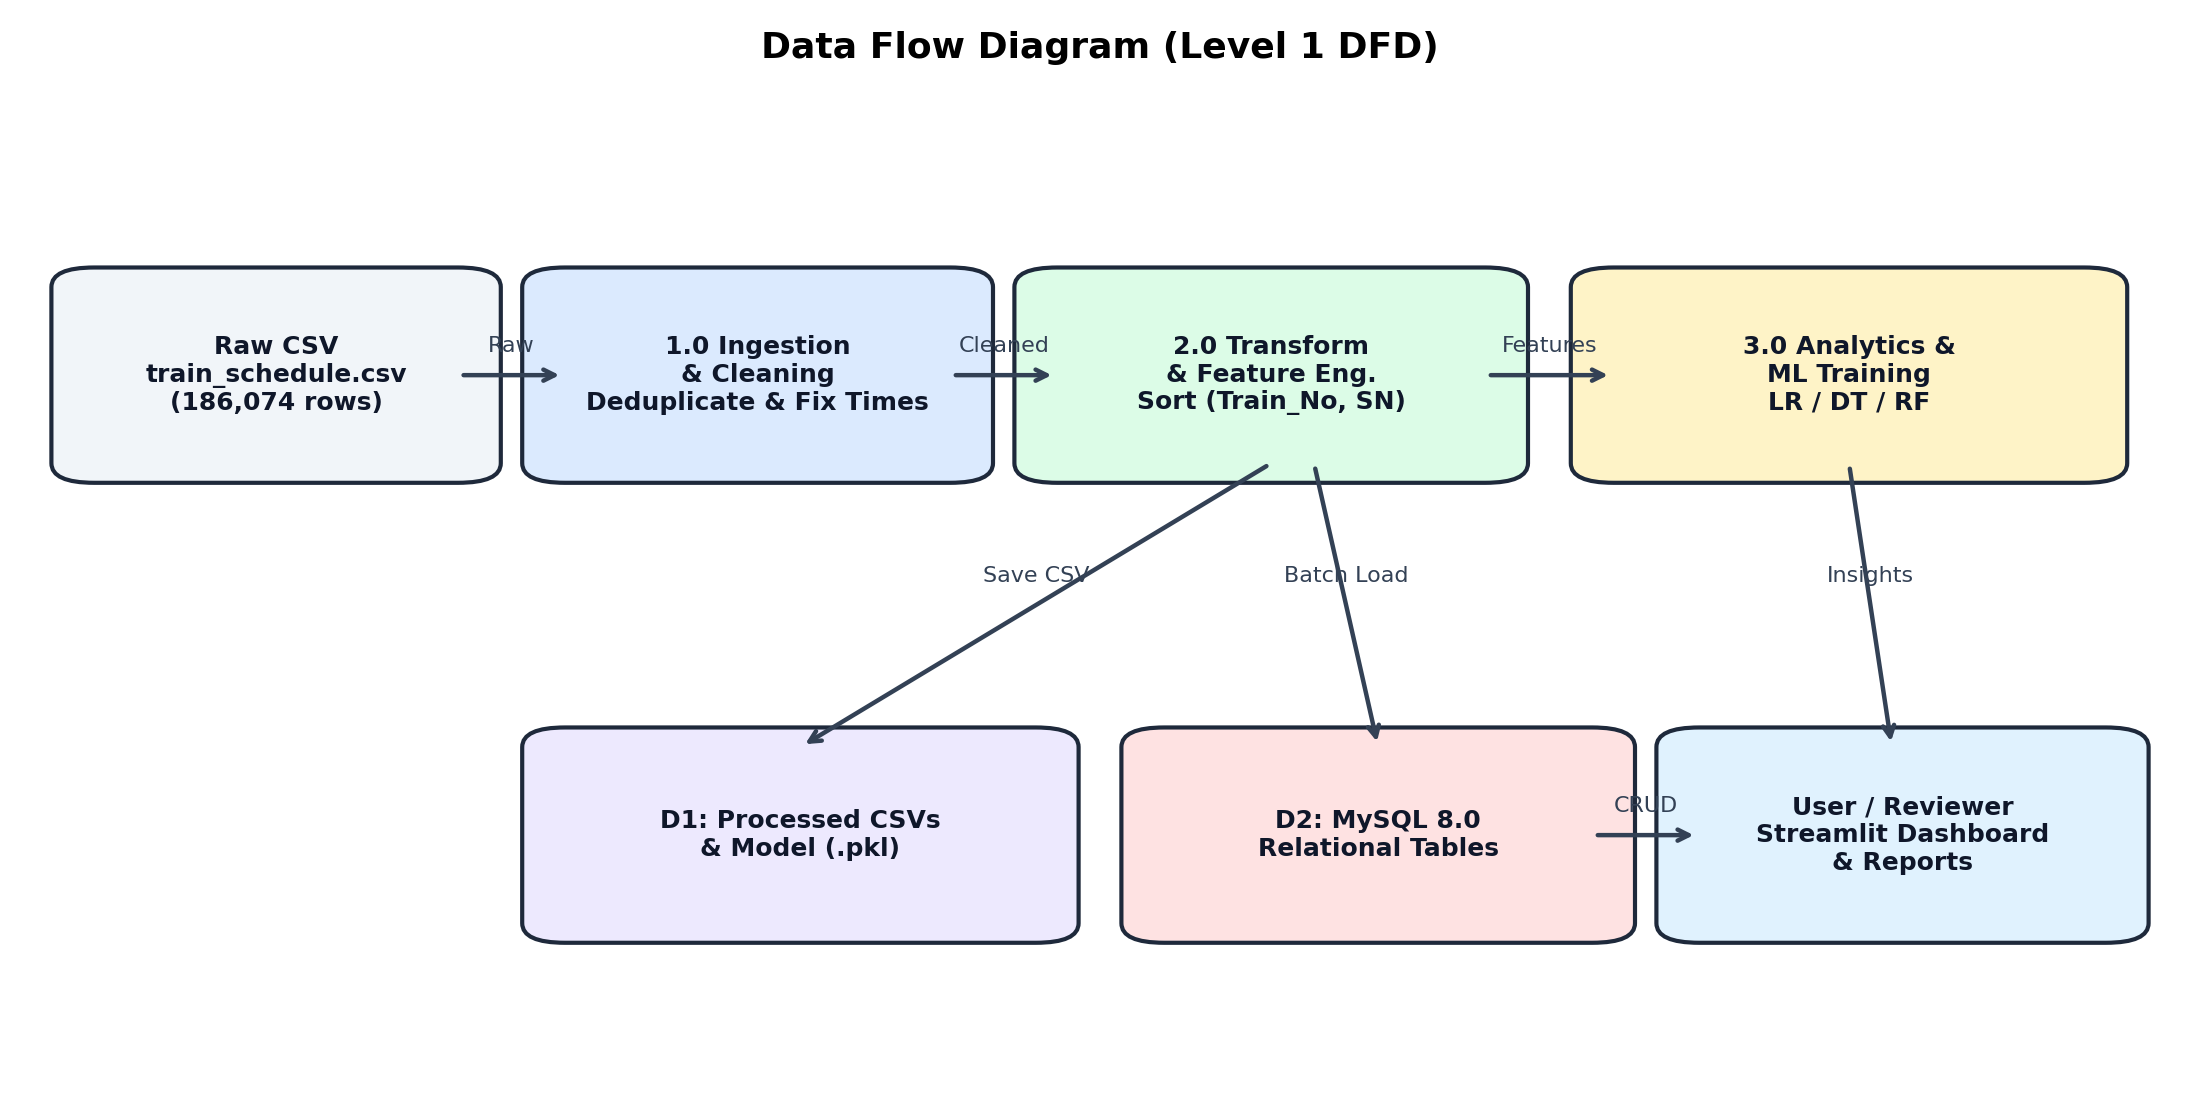 Data Flow Diagram (Level 1 DFD)
Raw CSV
train_schedule.csv
(186,074 rows)
Raw
1.0 Ingestion
& Cleaning
Deduplicate & Fix Times
Cleaned
2.0 Transform
& Feature Eng.
Sort (Train_No, SN)
Features
3.0 Analytics &
ML Training
LR / DT / RF
Save CSV
Batch Load
Insights
D1: Processed CSVs
& Model (.pkl)
D2: MySQL 8.0
Relational Tables
CRUD
User / Reviewer
Streamlit Dashboard
& Reports